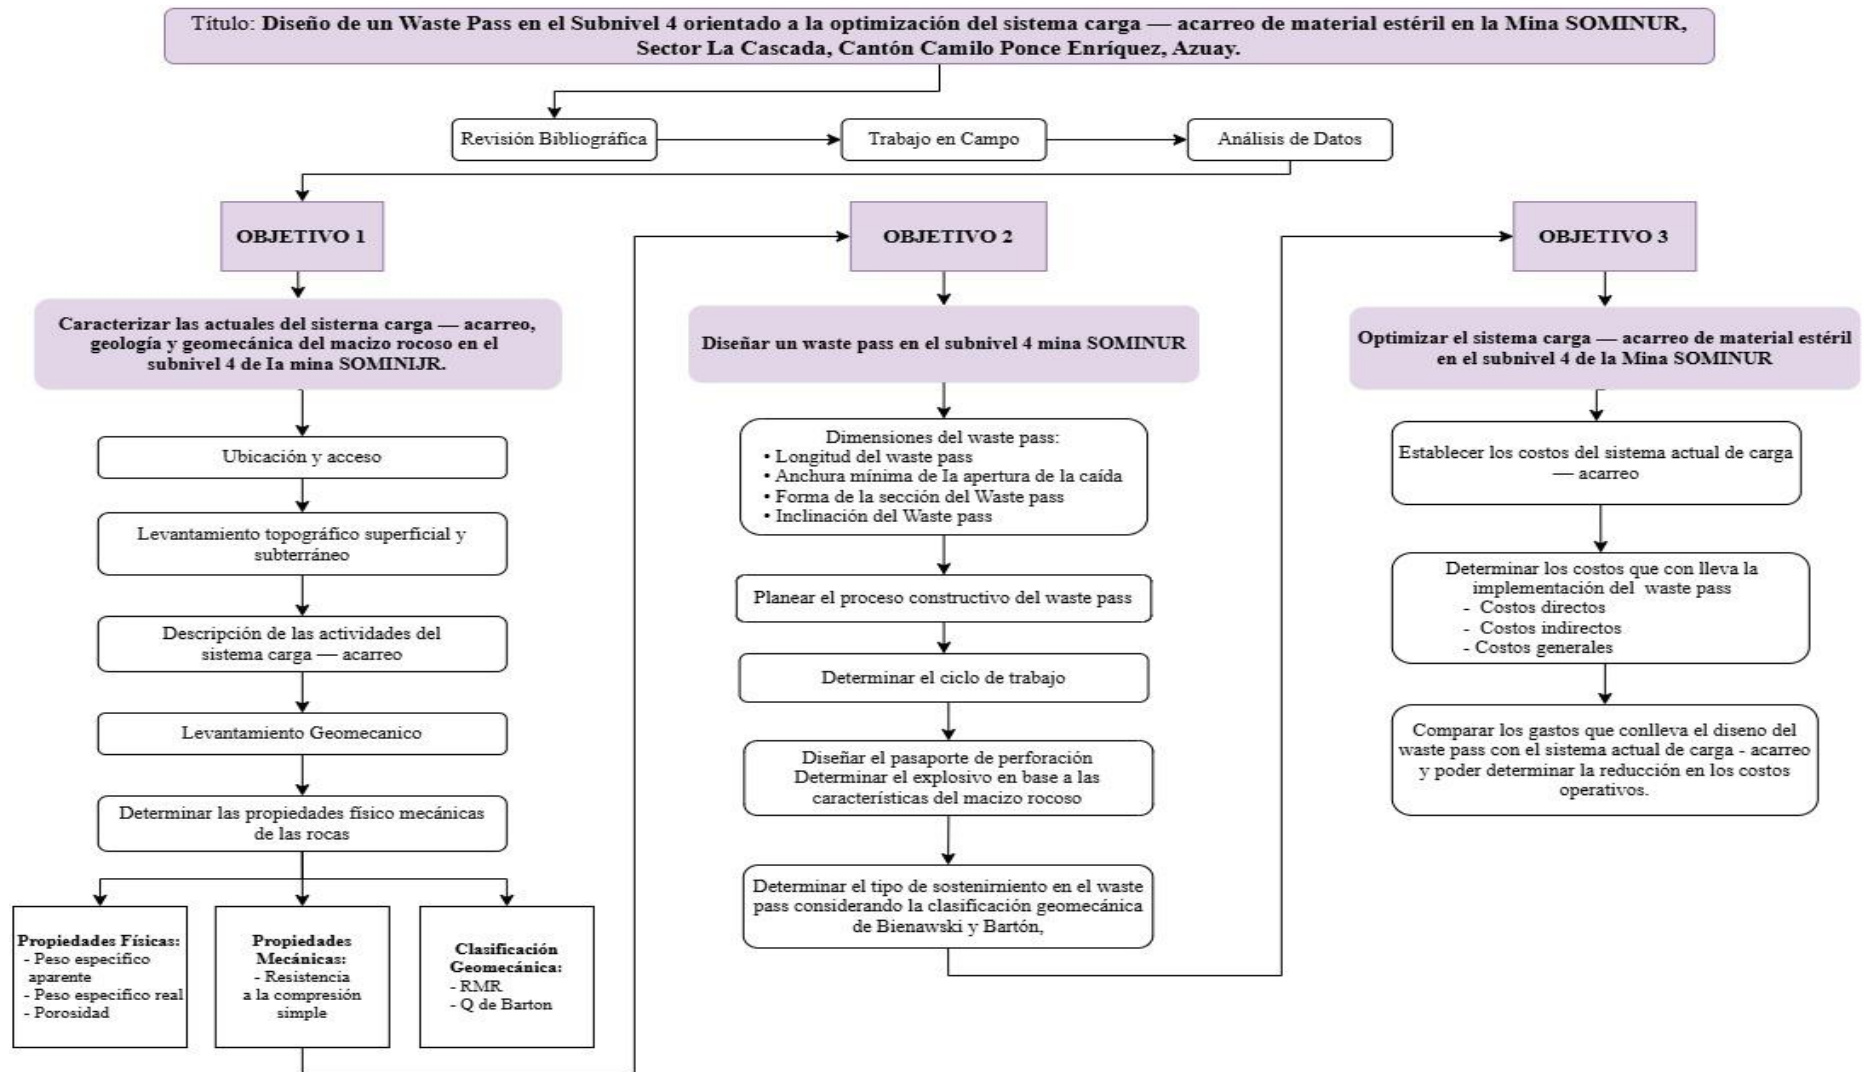 Título: Diseño de un Waste Pass en el Subnivel 4 orientado a la optimización del sistema carga — acarreo de material estéril en la Mina SOMINUR,
Sector La Cascada, Cantón Camilo Ponce Enríquez, Azuay.
Revisión Bibliográfica
Trabajo en Campo
Análisis de Datos
OBJETIVO 1
Caracterizar las actuales del sisterna carga — acarreo,
geología y geomecánica del macizo rocoso en el
subnivel 4 de Ia mina SOMINIJR.
Ubicación y acceso
Levantamiento topográfico superficial y
subterráneo
Descripción de las actividades del
sistema carga — acarreo
Levantamiento Geomecanico
Determinar las propiedades físico mecánicas
de las rocas
Propiedades Físicas:
- Peso especifico
aparente
- Peso especifico real
- Porosidad
Propiedades
Mecánicas:
- Resistencia
a la compresión
simple
Clasificación
Geomecánica:
- RMR
- Q de Barton
OBJETIVO 2
Diseñar un waste pass en el subnivel 4 mina SOMINUR
Dimensiones del waste pass:
• Longitud del waste pass
• Anchura mínima de Ia apertura de la caída
• Forma de la sección del Waste pass
• Inclinación del Waste pass
Planear el proceso constructivo del waste pass
Determinar el ciclo de trabajo
Diseñar el pasaporte de perforación
Determinar el explosivo en base a las
características del macizo rocoso
Determinar el tipo de sostenirniento en el waste
pass considerando la clasificación geomecánica
de Bienawski y Bartón,
OBJETIVO 3
Optimizar el sistema carga — acarreo de material estéril
en el subnivel 4 de la Mina SOMINUR
Establecer los costos del sistema actual de carga
— acarreo
Determinar los costos que con lleva la
implementación del waste pass
- Costos directos
- Costos indirectos
- Costos generales
Comparar los gastos que conlleva el diseno del
waste pass con el sistema actual de carga - acarreo
y poder determinar la reducción en los costos
operativos.